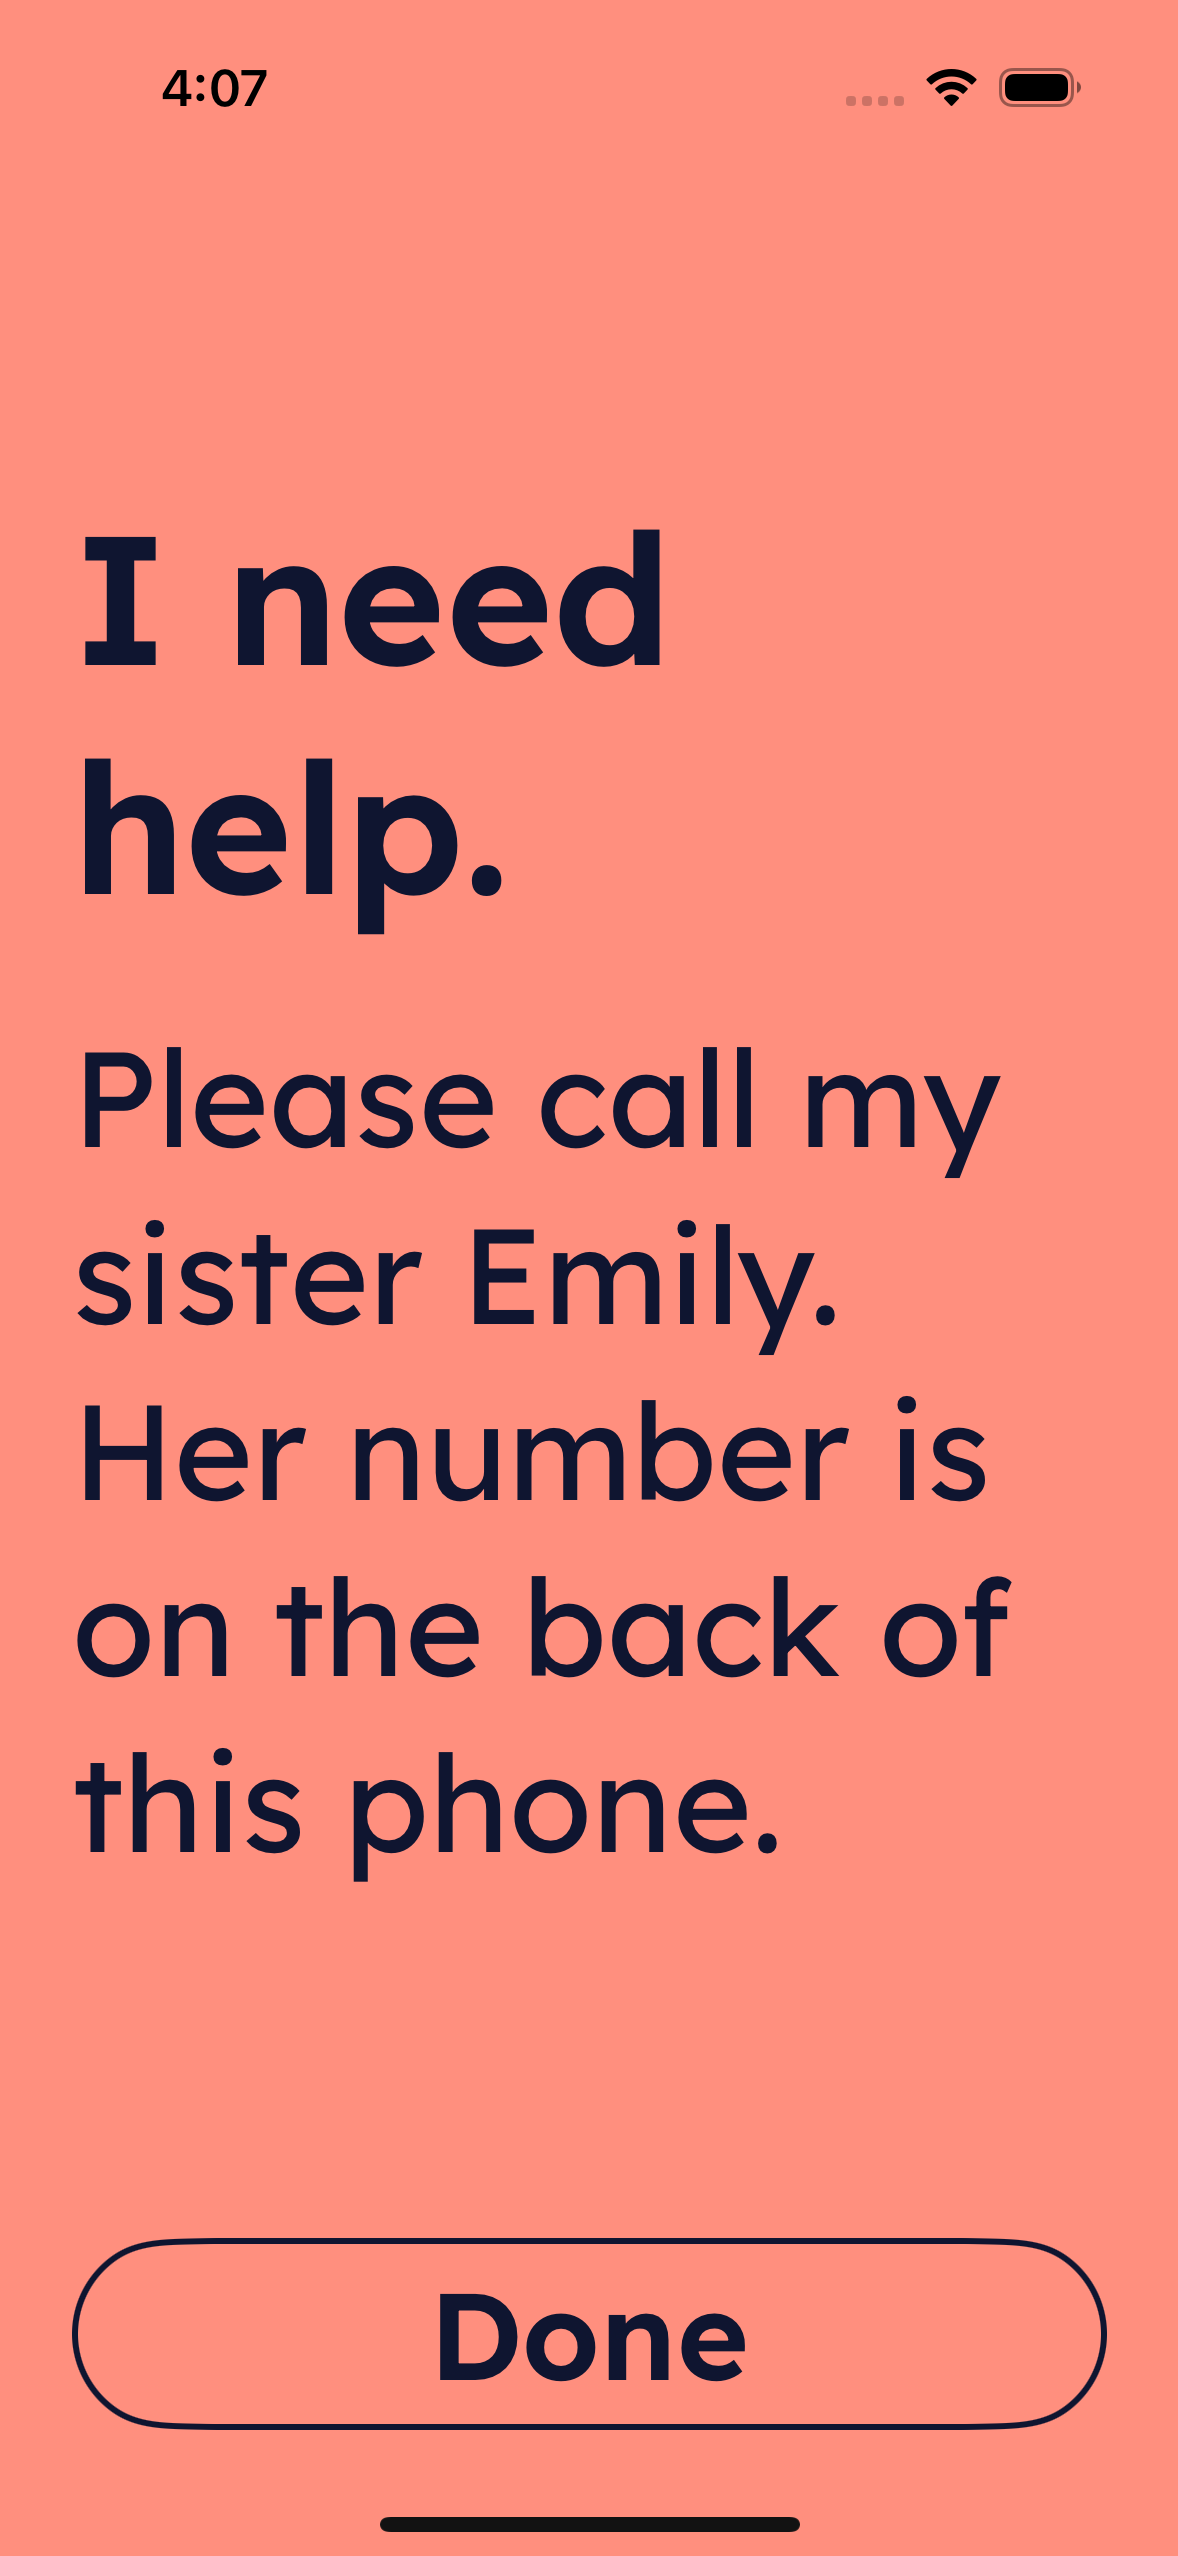 4:07
I need
help.
Please call my
sister Emily.
Her number is
on the back of
this phone.
Done